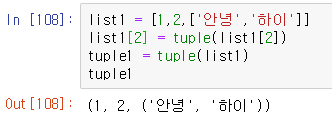 In [108]: list1 = [1,2,['안녕','하이']]
list1[2] = tuple(list1[2])
tuple1 = tuple(list1)
tuple1
Out[108]: (1, 2, ('안녕', '하이'))